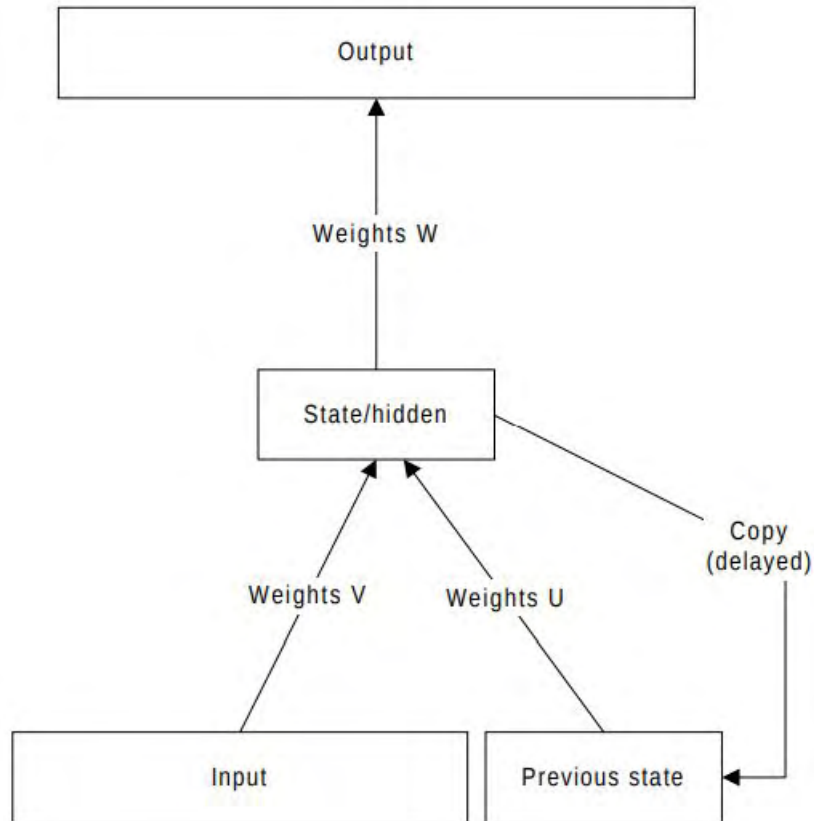 Output
Weights W
State/hidden
Copy
(delayed)
Weights V
Weights U
Input
Previous state